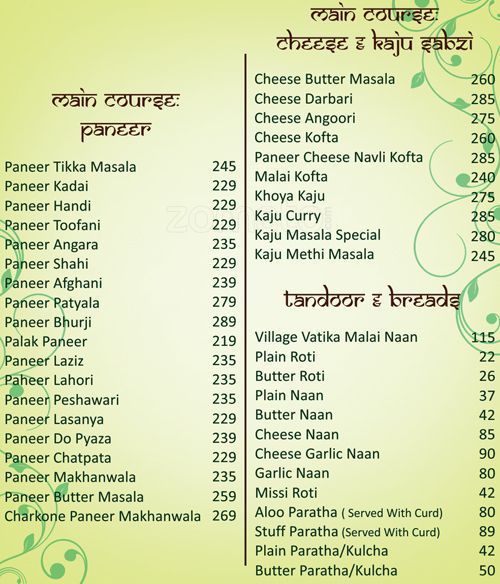 Main Course:
Paneer
Paneer Tikka Masala 245
Paneer Kadai 229
Paneer Handi 229
Paneer Toofani 229
Paneer Angara 235
Paneer Shahi 229
Paneer Afghani 239
Paneer Patyala 279
Paneer Bhurji 289
Palak Paneer 219
Paneer Laziz 235
Paneer Lahori 235
Paneer Peshawari 235
Paneer Lasanya 229
Paneer Do Pyaza 239
Paneer Chatpata 229
Paneer Makhanwala 235
Paneer Butter Masala 259
Charkone Paneer Makhanwala 269
Main Course:
Cheese & Kaju Sabzi
Cheese Butter Masala 260
Cheese Darbari 285
Cheese Angoori 275
Cheese Kofta 260
Paneer Cheese Navli Kofta 285
Malai Kofta 240
Khoya Kaju 275
Kaju Curry 285
Kaju Masala Special 280
Kaju Methi Masala 245
Tandoor & Breads
Village Vatika Malai Naan 115
Plain Roti 22
Butter Roti 26
Plain Naan 37
Butter Naan 42
Cheese Naan 85
Cheese Garlic Naan 90
Garlic Naan 80
Missi Roti 42
Aloo Paratha ( Served With Curd) 80
Stuff Paratha (Served With Curd) 89
Plain Paratha/Kulcha 42
Butter Paratha/Kulcha 50